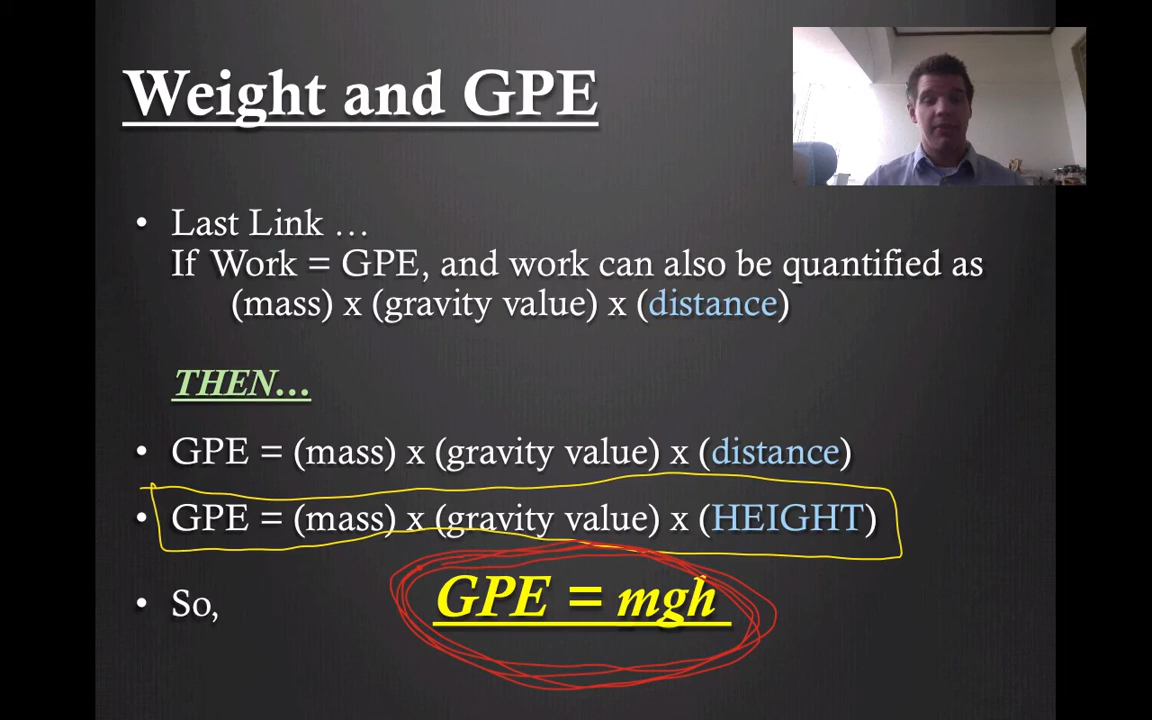 Weight and GPE
• Last Link …
If Work = GPE, and work can also be quantified as
(mass) x (gravity value) x (distance)
THEN…
• GPE = (mass) x (gravity value) x (distance)
• GPE = (mass) x (gravity value) x (HEIGHT)
• So, GPE = mgh